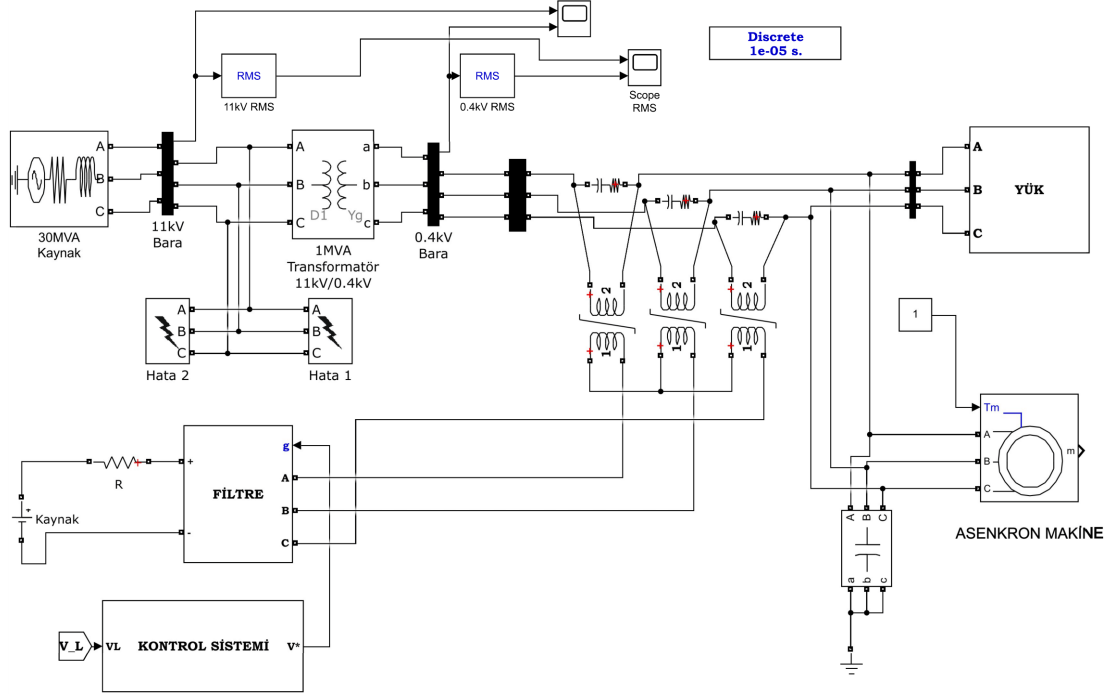 Discrete
1e-05 s.
RMS
11kV RMS
RMS
0.4kV RMS
Scope
RMS
A
B
C
30MVA
Kaynak
11kV
Bara
A
B
C
D1
Yg
a
b
c
1MVA
Transformatör
11kV/0.4kV
0.4kV
Bara
A
B
C
YÜK
A
B
C
Hata 2
A
B
C
Hata 1
+
2
+
1
+
2
+
1
+
2
+
1
1
Tm
A
B
C
m
ASENKRON MAKİNE
R
+
Kaynak
+
-
FİLTRE
g
A
B
C
A
B
C
a
b
c
V_L
VL
KONTROL SİSTEMİ
V*